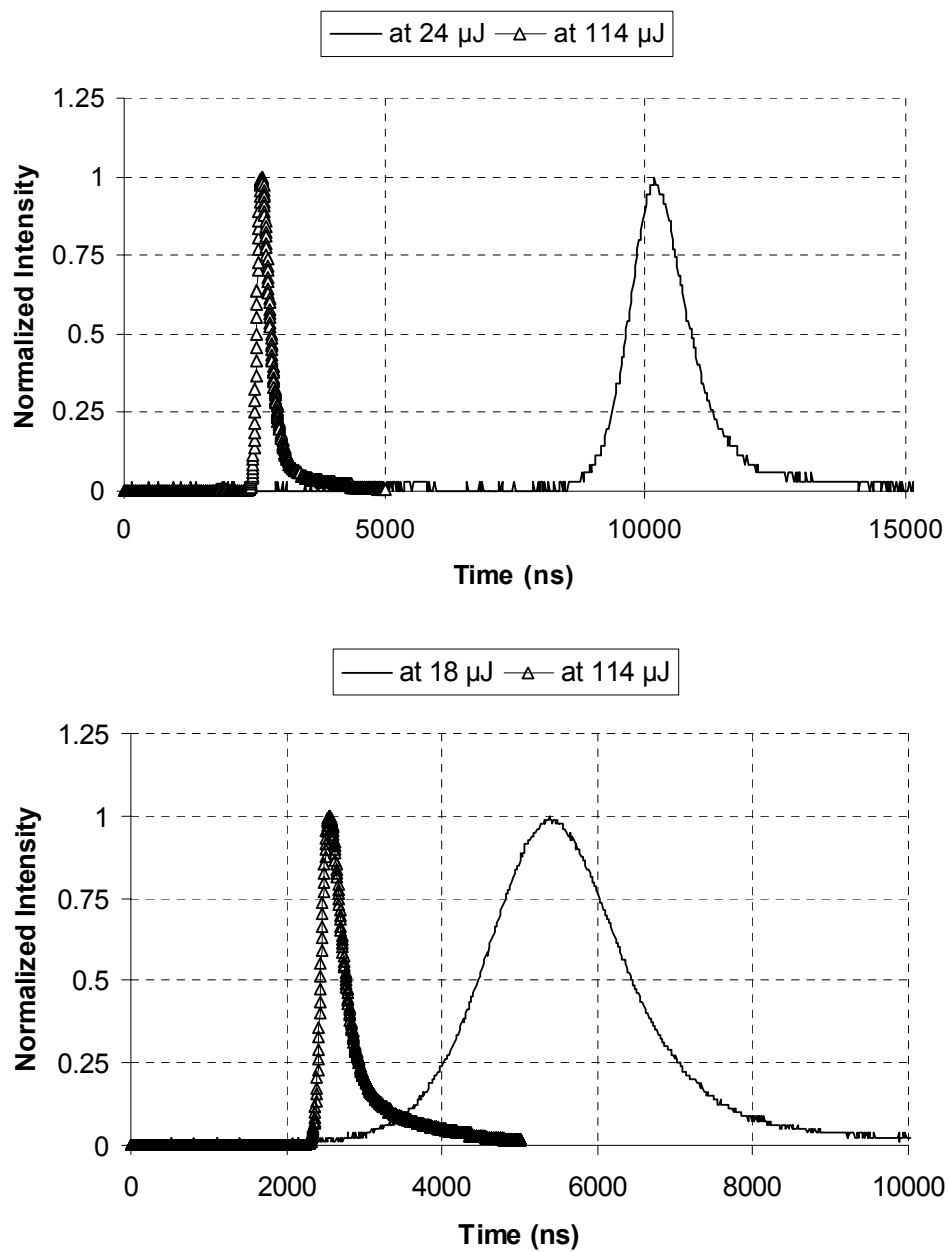 at 24 µJ at 114 µJ
1.25
1
0.75
0.5
0.25
0
Normalized Intensity
0 5000 10000 15000
Time (ns)
at 18 µJ at 114 µJ
1.25
1
0.75
0.5
0.25
0
Normalized Intensity
0 2000 4000 6000 8000 10000
Time (ns)